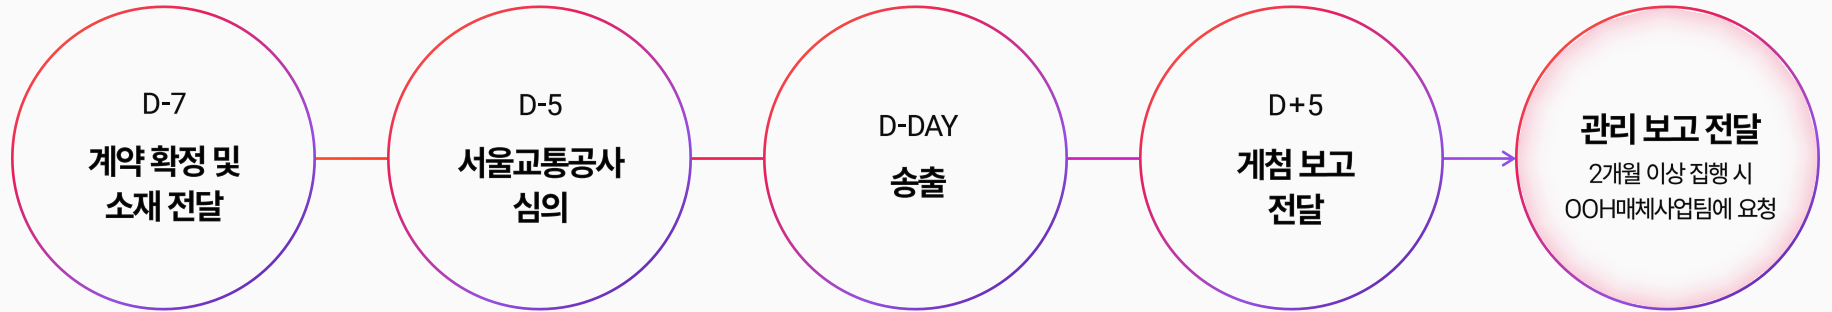 D-7
계약 확정 및
소재 전달
D-5
서울교통공사
심의
D-DAY
송출
D+5
게첨 보고
전달
관리 보고 전달
2개월 이상 집행 시
OOH매체사업팀에 요청